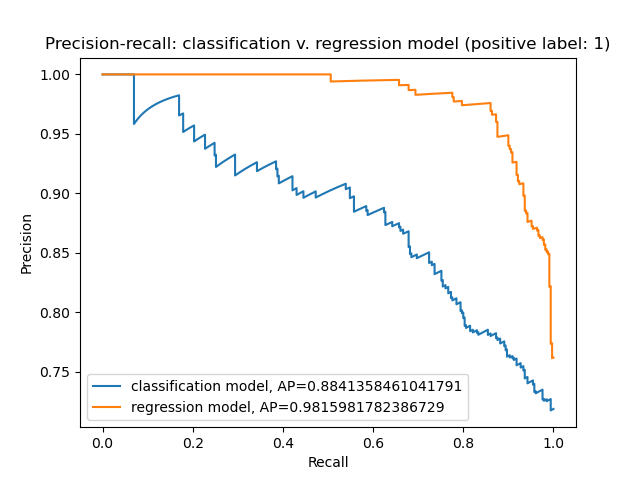 Precision-recall: classification v. regression model (positive label: 1)
1.00
0.95
0.90
0.85
0.80
0.75
Precision
classification model, AP=0.8841358461041791
regression model, AP=0.9815981782386729
0.0 0.2 0.4 0.6 0.8 1.0
Recall